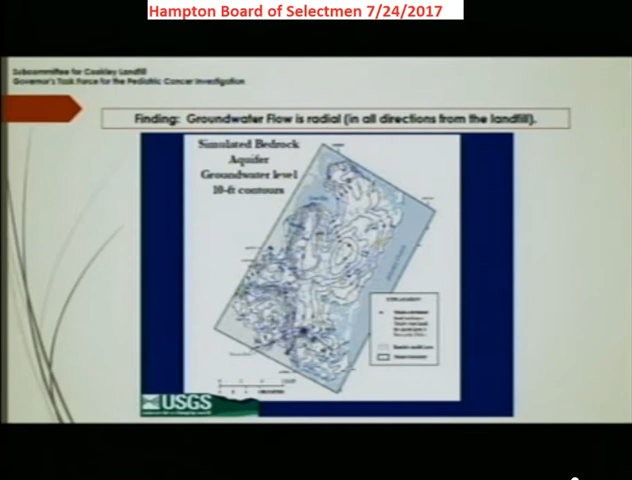 Hampton Board of Selectmen 7/24/2017
Subcommittee for Coakley Landfill
Governor's Task Force for the Pediatric Cancer Investigation
Finding: Groundwater Flow is radial (in all directions from the landfill).
Simulated Bedrock
Aquifer
Groundwater level
10-ft contours
EXPLANATION
USGS